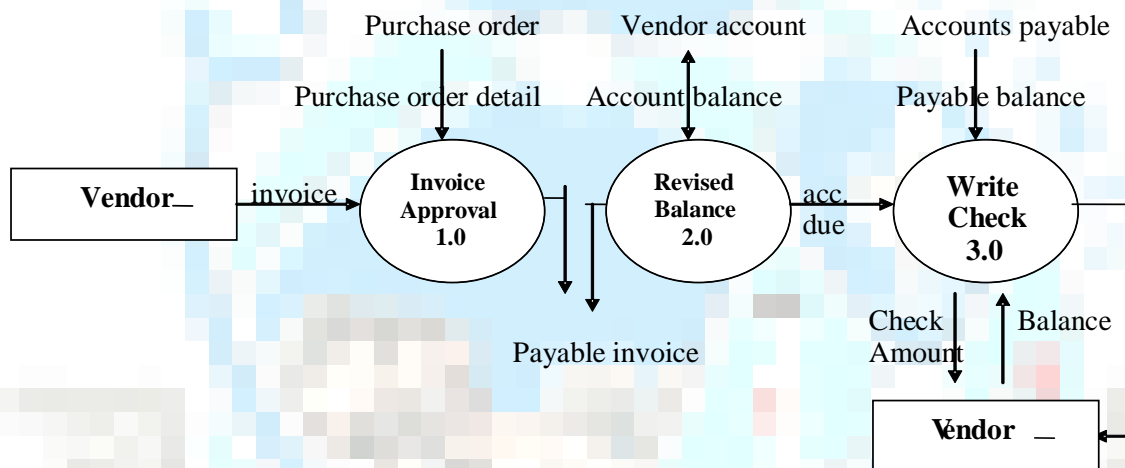 Purchase order
Vendor account
Accounts payable
Purchase order detail
Account balance
Payable balance
Vendor
invoice
Invoice
Approval
1.0
Revised
Balance
2.0
acc.
due
Write
Check
3.0
Payable invoice
Check
Amount
Balance
Vendor